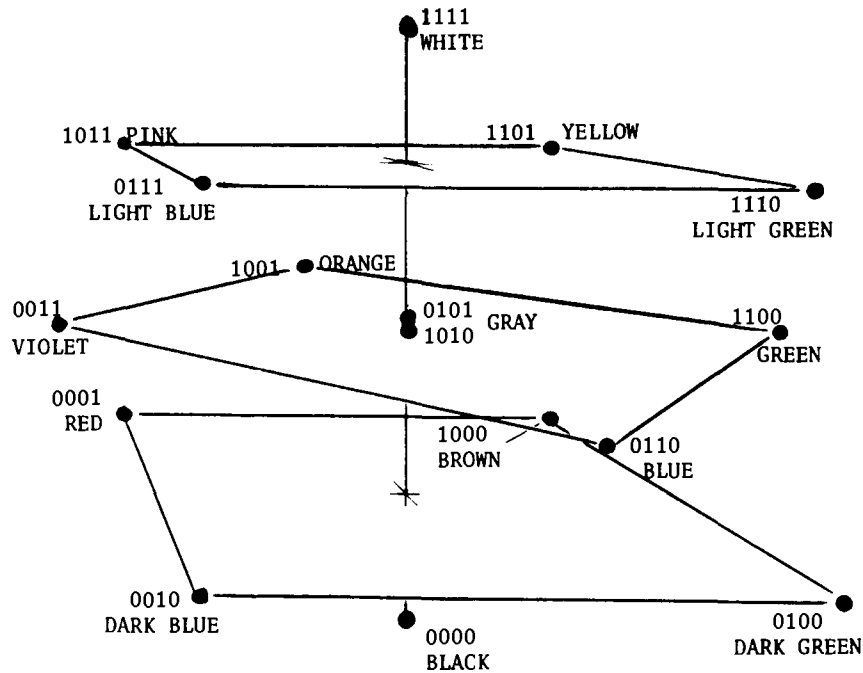 1111
WHITE
1011 PINK
1101 YELLOW
0111
LIGHT BLUE
1110
LIGHT GREEN
1001 ORANGE
0011
VIOLET
0101
1010
GRAY
1100
GREEN
0001
RED
1000
BROWN
0110
BLUE
0010
DARK BLUE
0000
BLACK
0100
DARK GREEN